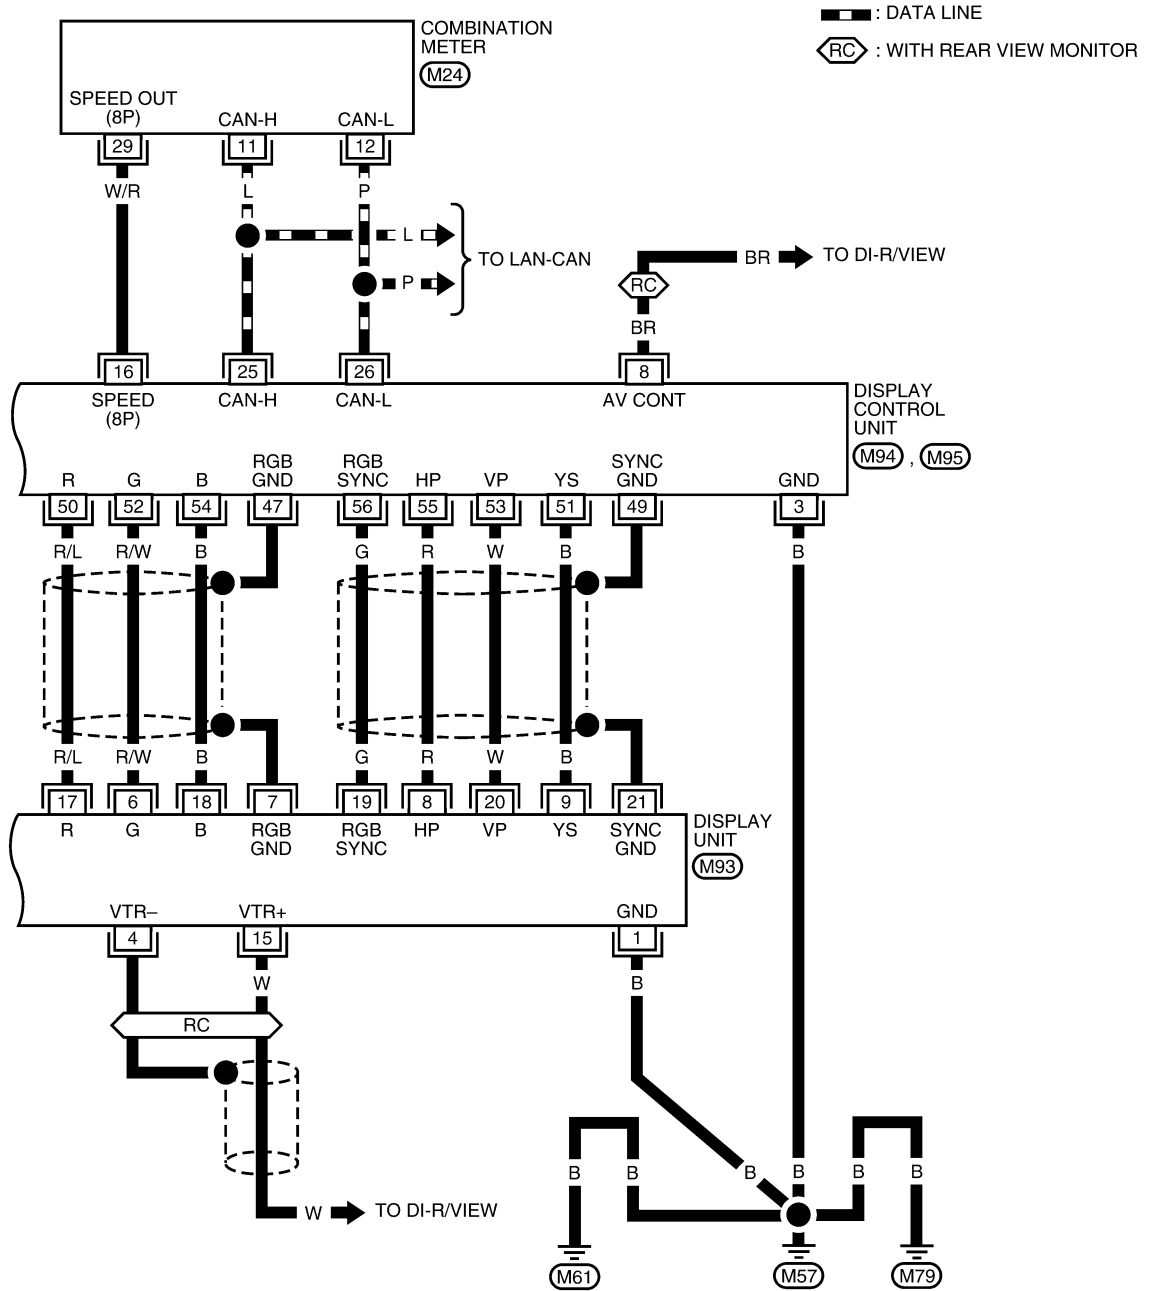 : DATA LINE
RC : WITH REAR VIEW MONITOR
COMBINATION
METER
M24
SPEED OUT
(8P)
CAN-H
CAN-L
29 11 12
W/R L P
L
P
TO LAN-CAN
BR TO DI-R/VIEW
RC
BR
16 25 26 8
SPEED
(8P)
CAN-H
CAN-L
AV CONT
DISPLAY
CONTROL
UNIT
M94 , M95
R G B
RGB
GND
RGB
SYNC
HP VP YS
SYNC
GND
GND
50 52 54 47 56 55 53 51 49 3
R/L R/W B G R W B B
R/L R/W B G R W B
17 6 18 7 19 8 20 9 21
R G B
RGB
GND
RGB
SYNC
HP VP YS
SYNC
GND
DISPLAY
UNIT
M93
VTR– VTR+ GND
4 15 1
W B
RC
B B B B B B
W TO DI-R/VIEW
M61 M57 M79